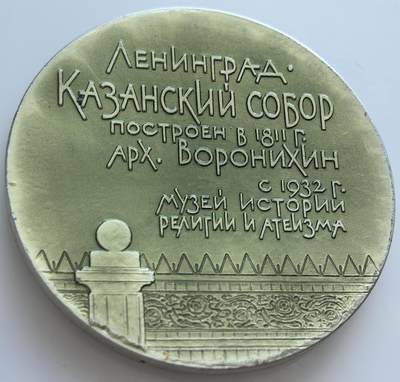 ЛЕНИНГРАД·
КАЗАНСКИЙ СОБОР
ПОСТРОЕН В 1811 Г.
АРХ. ВОРОНИХИН
С 1932 Г.
МУЗЕЙ ИСТОРИИ
РЕЛИГИИ И АТЕИЗМА